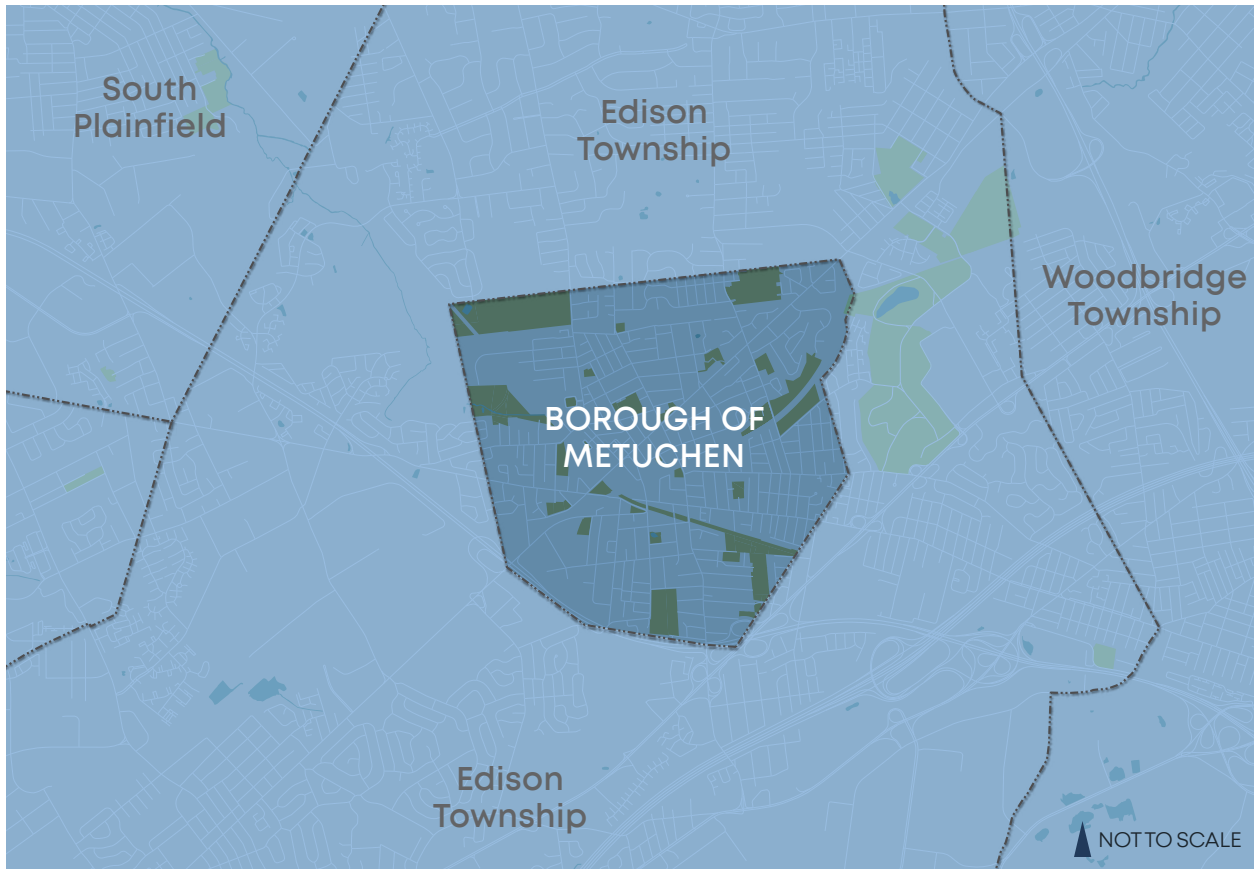 South
Plainfield
Edison
Township
Woodbridge
Township
BOROUGH OF
METUCHEN
Edison
Township
NOT TO SCALE